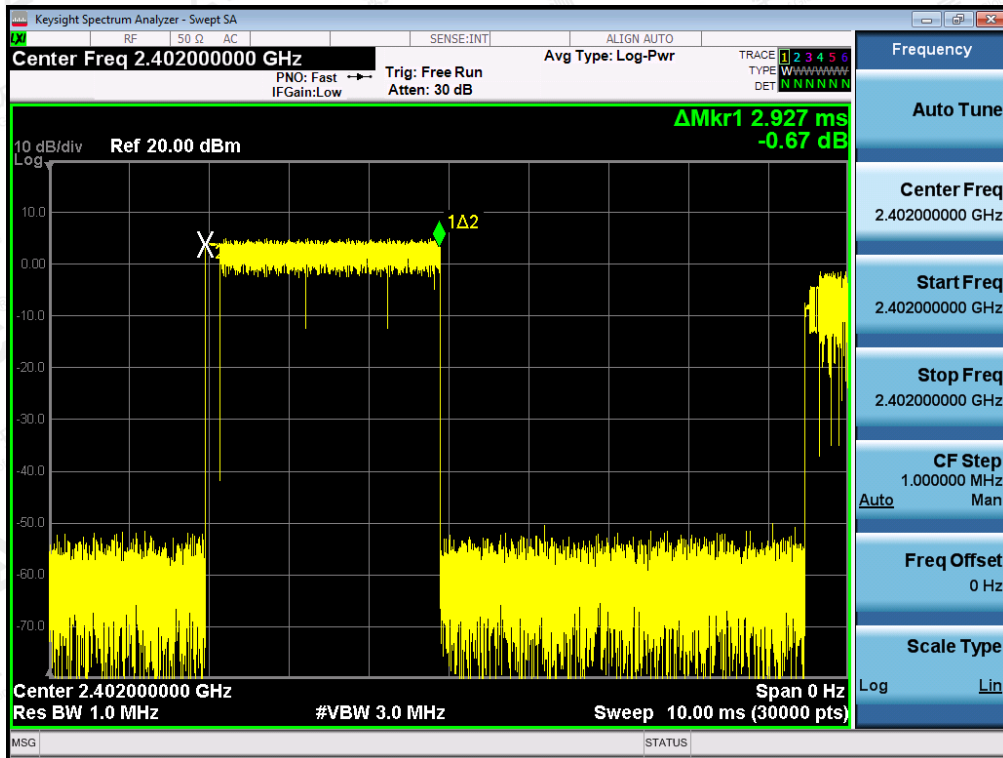 Keysight Spectrum Analyzer - Swept SA
LXI RF 50 Ω AC SENSE:INT ALIGN AUTO
Center Freq 2.402000000 GHz
PNO: Fast Trig: Free Run Avg Type: Log-Pwr TRACE 1 2 3 4 5 6
IFGain:Low Atten: 30 dB TYPE WWWWWW
DET N N N N N N
ΔMkr1 2.927 ms
-0.67 dB
10 dB/div Ref 20.00 dBm
Log
10.0
1Δ2
0.00
-10.0
-20.0
-30.0
-40.0
-50.0
-60.0
-70.0
Center 2.402000000 GHz Span 0 Hz
Res BW 1.0 MHz #VBW 3.0 MHz Sweep 10.00 ms (30000 pts)
MSG STATUS
Frequency
Auto Tune
Center Freq
2.402000000 GHz
Start Freq
2.402000000 GHz
Stop Freq
2.402000000 GHz
CF Step
1.000000 MHz
Auto Man
Freq Offset
0 Hz
Scale Type
Log Lin